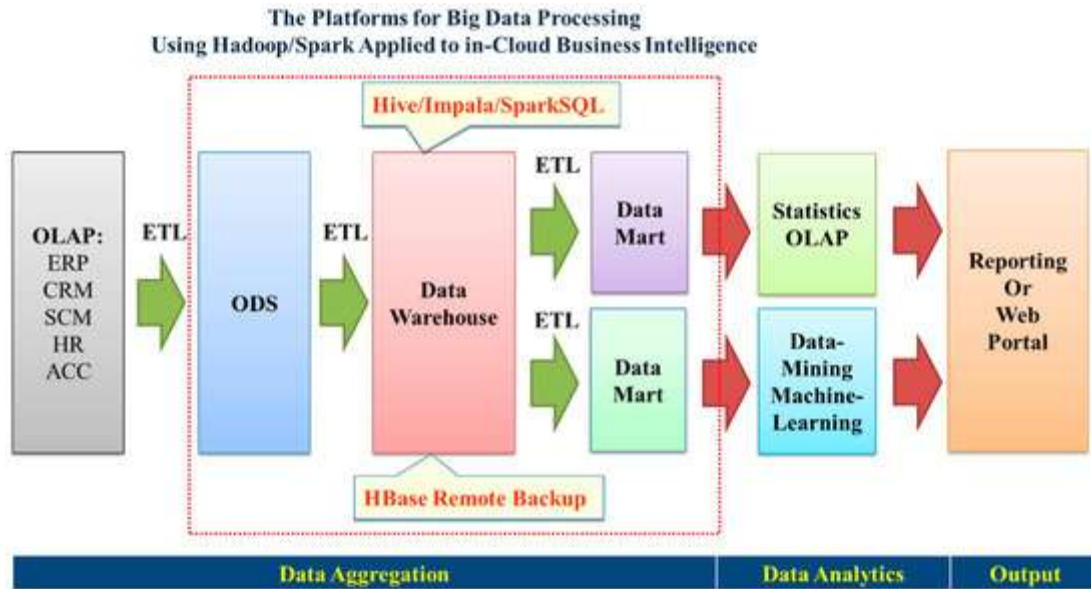 The Platforms for Big Data Processing
Using Hadoop/Spark Applied to in-Cloud Business Intelligence
Hive/Impala/SparkSQL
OLAP:
ERP
CRM
SCM
HR
ACC
ETL
ODS
ETL
Data
Warehouse
ETL
Data
Mart
ETL
Data
Mart
Statistics
OLAP
Data-
Mining
Machine-
Learning
Reporting
Or
Web
Portal
HBase Remote Backup
Data Aggregation
Data Analytics
Output